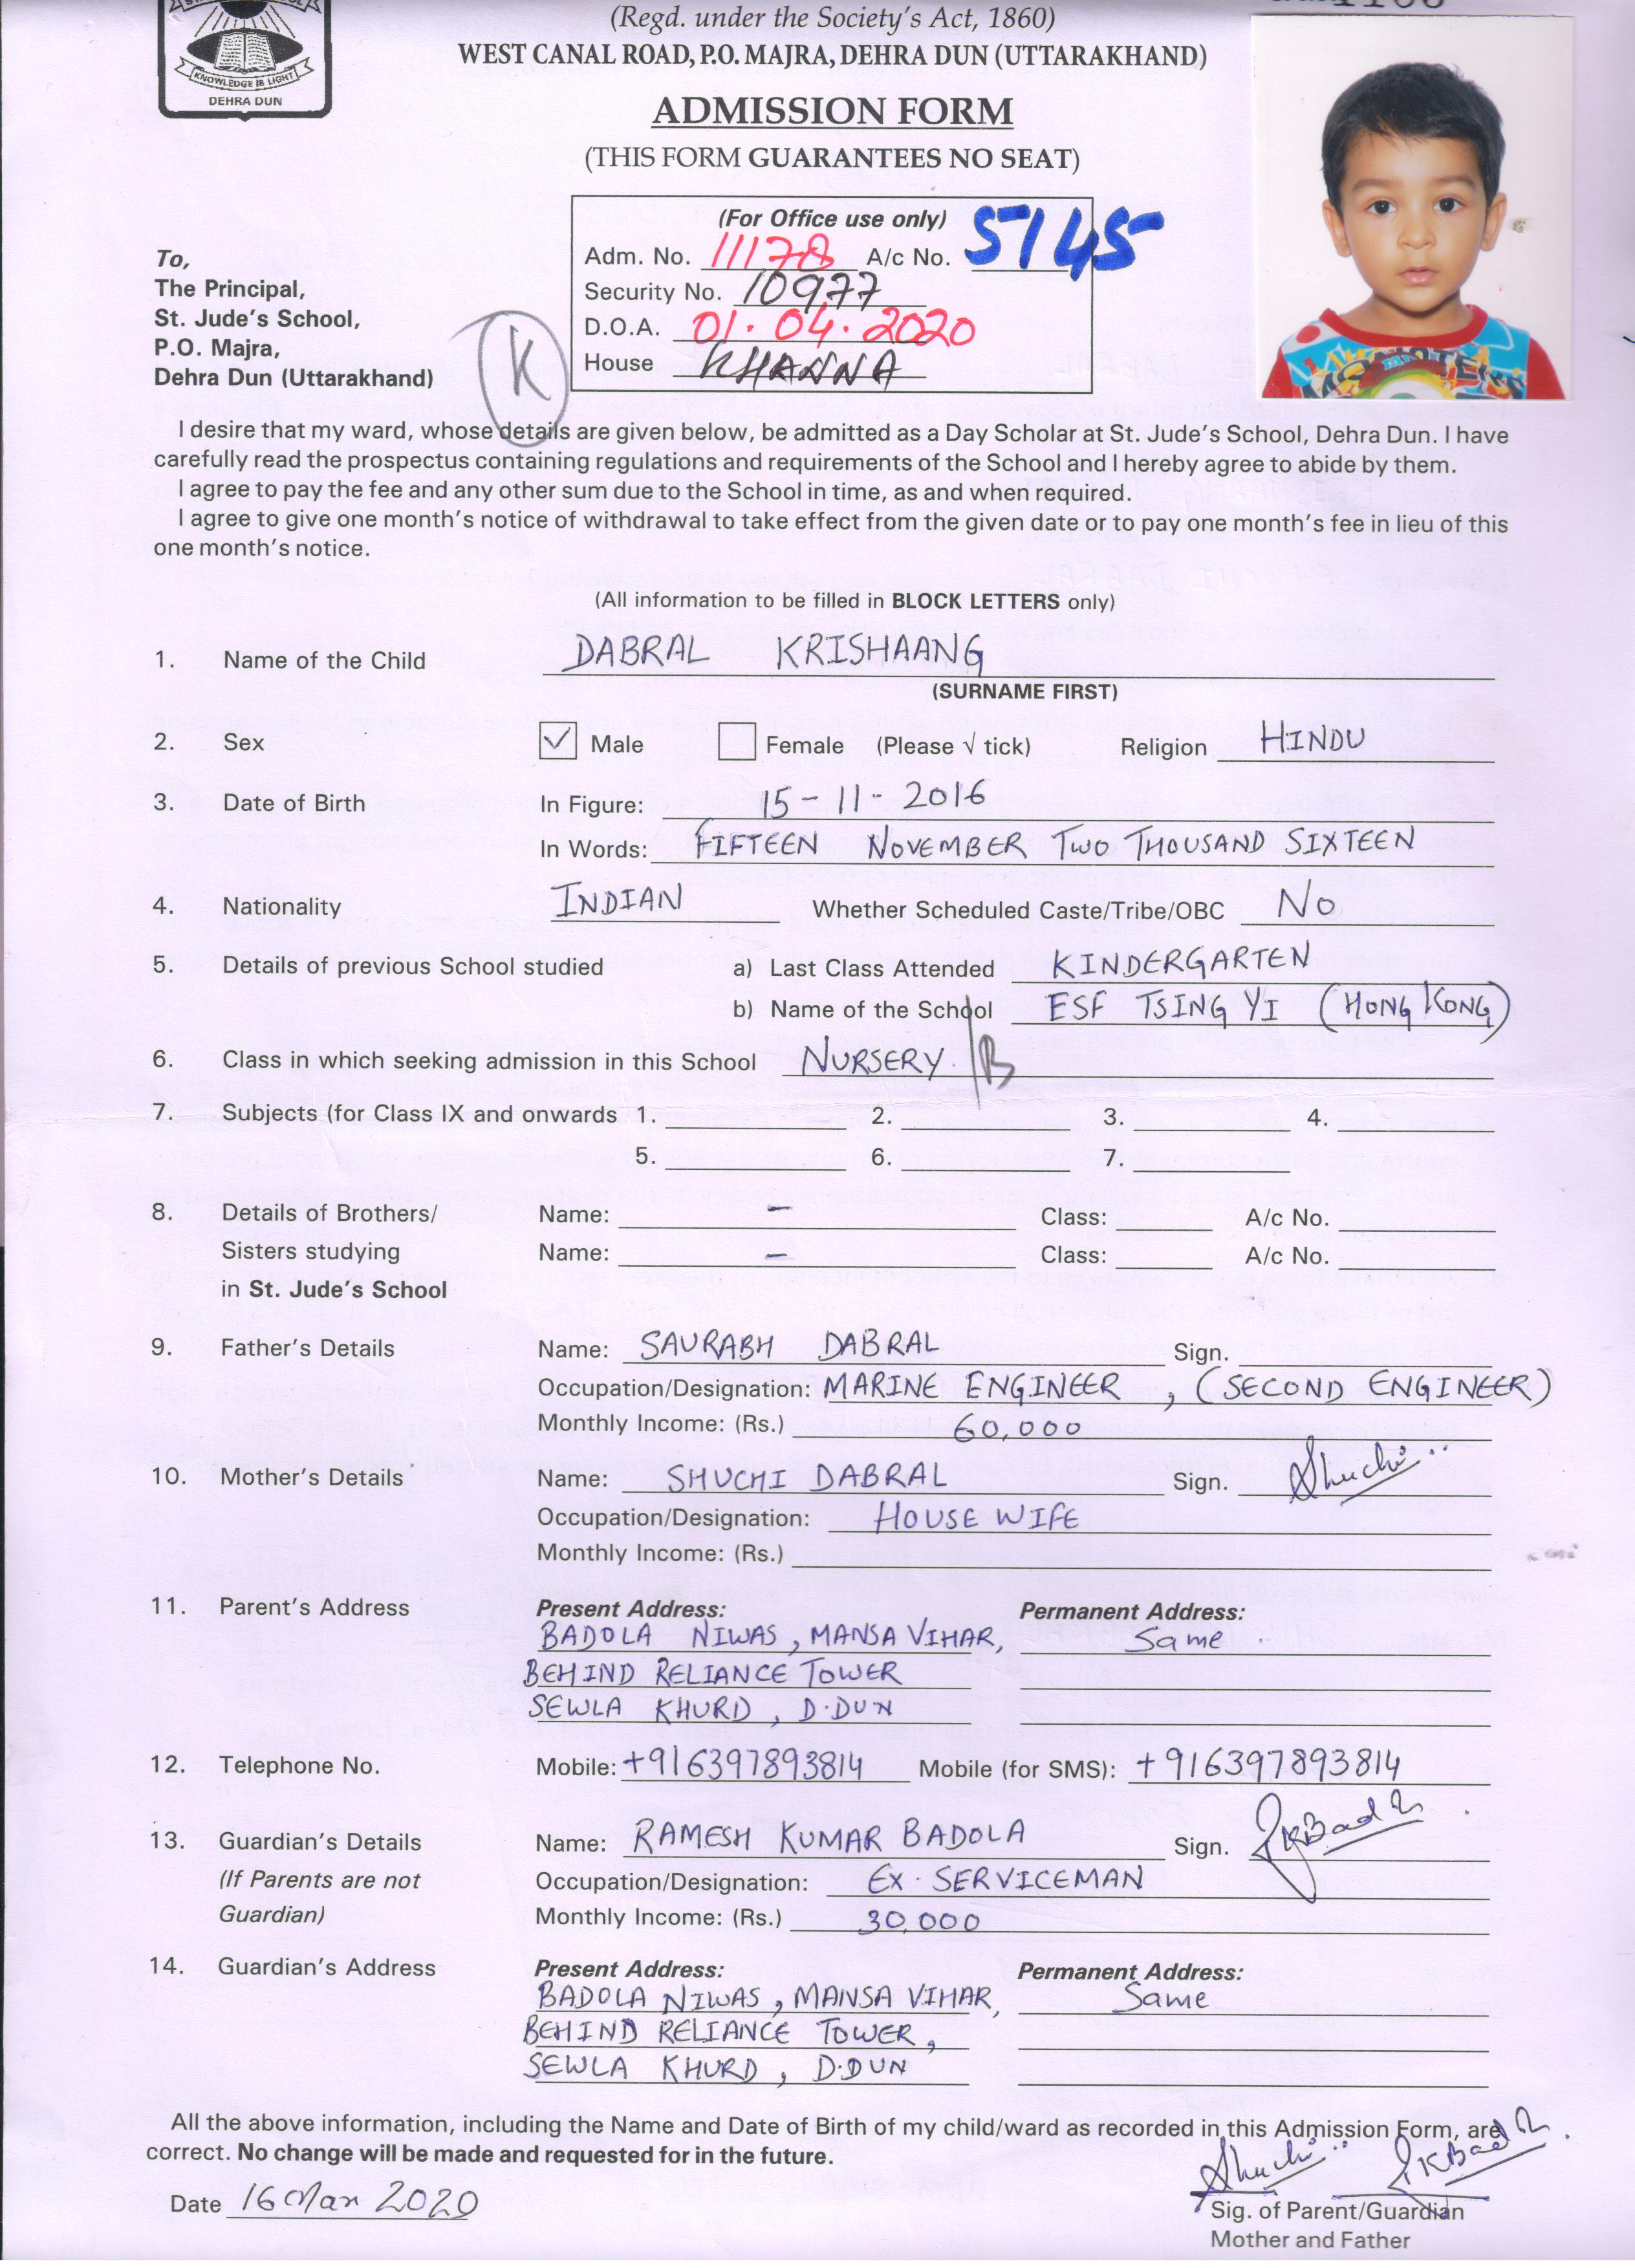 KNOWLEDGE IS LIGHT
DEHRA DUN
(Regd. under the Society's Act, 1860)
WEST CANAL ROAD, P.O. MAJRA, DEHRA DUN (UTTARAKHAND)
ADMISSION FORM
(THIS FORM GUARANTEES NO SEAT)
(For Office use only)
Adm. No. 11178 A/c No. 5145
Security No. 10977
D.O.A. 01.04.2020
House KHANNA
To,
The Principal,
St. Jude's School,
P.O. Majra,
Dehra Dun (Uttarakhand)
K
I desire that my ward, whose details are given below, be admitted as a Day Scholar at St. Jude's School, Dehra Dun. I have
carefully read the prospectus containing regulations and requirements of the School and I hereby agree to abide by them.
I agree to pay the fee and any other sum due to the School in time, as and when required.
I agree to give one month's notice of withdrawal to take effect from the given date or to pay one month's fee in lieu of this
one month's notice.
(All information to be filled in BLOCK LETTERS only)
1. Name of the Child DABRAL KRISHAANG
(SURNAME FIRST)
2. Sex ✓ Male Female (Please √ tick) Religion HINDU
3. Date of Birth In Figure: 15-11-2016
In Words: FIFTEEN NOVEMBER TWO THOUSAND SIXTEEN
4. Nationality INDIAN Whether Scheduled Caste/Tribe/OBC No
5. Details of previous School studied a) Last Class Attended KINDERGARTEN
b) Name of the School ESF TSING YI (HONG KONG)
6. Class in which seeking admission in this School NURSERY. /B
7. Subjects (for Class IX and onwards 1. 2. 3. 4.
5. 6. 7.
8. Details of Brothers/ Name: - Class: A/c No.
Sisters studying Name: - Class: A/c No.
in St. Jude's School
9. Father's Details Name: SAURABH DABRAL Sign.
Occupation/Designation: MARINE ENGINEER , (SECOND ENGINEER)
Monthly Income: (Rs.) 60,000
10. Mother's Details Name: SHUCHI DABRAL Sign. Shuchi
Occupation/Designation: HOUSE WIFE
Monthly Income: (Rs.)
11. Parent's Address Present Address: Permanent Address:
BADOLA NIWAS, MANSA VIHAR, Same.
BEHIND RELIANCE TOWER
SEWLA KHURD, D.DUN
12. Telephone No. Mobile: +916397893814 Mobile (for SMS): +916397893814
13. Guardian's Details Name: RAMESH KUMAR BADOLA Sign.
(If Parents are not Occupation/Designation: EX. SERVICEMAN
Guardian) Monthly Income: (Rs.) 30,000
14. Guardian's Address Present Address: Permanent Address:
BADOLA NIWAS, MANSA VIHAR, Same
BEHIND RELIANCE TOWER,
SEWLA KHURD, D.DUN
All the above information, including the Name and Date of Birth of my child/ward as recorded in this Admission Form, are
correct. No change will be made and requested for in the future.
Shuchi
Date 16 Mar 2020
Sig. of Parent/Guardian
Mother and Father